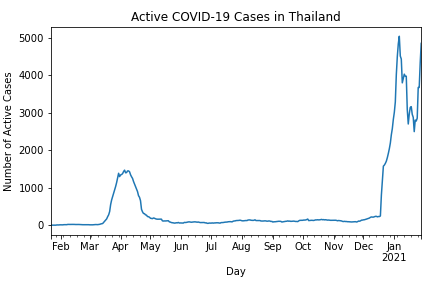 Active COVID-19 Cases in Thailand
Number of Active Cases
5000
4000
3000
2000
1000
0
Feb Mar Apr May Jun Jul Aug Sep Oct Nov Dec Jan
2021
Day